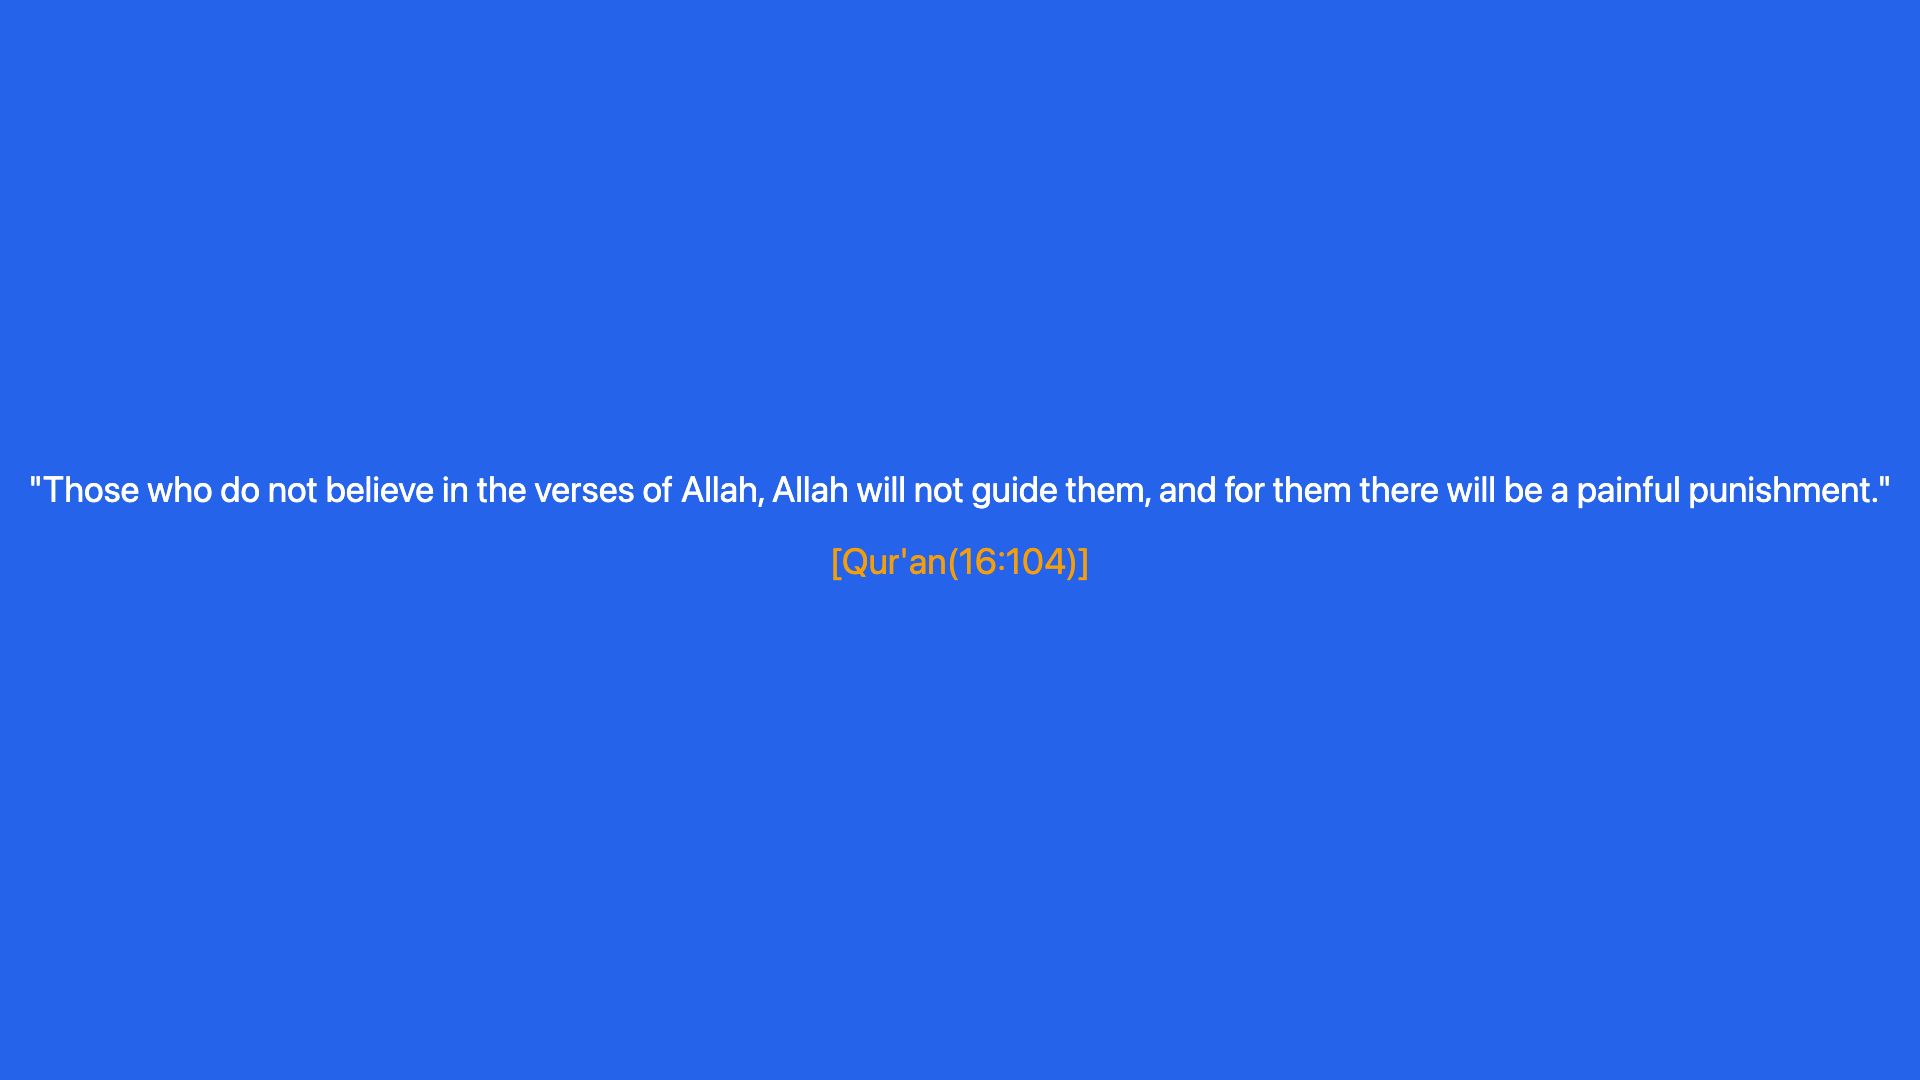 "Those who do not believe in the verses of Allah, Allah will not guide them, and for them there will be a painful punishment."
[Qur'an(16:104)]